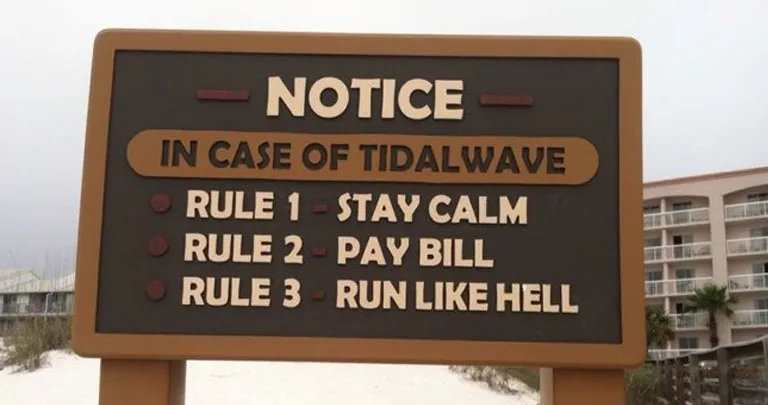 NOTICE
IN CASE OF TIDALWAVE
RULE 1 - STAY CALM
RULE 2 - PAY BILL
RULE 3 - RUN LIKE HELL